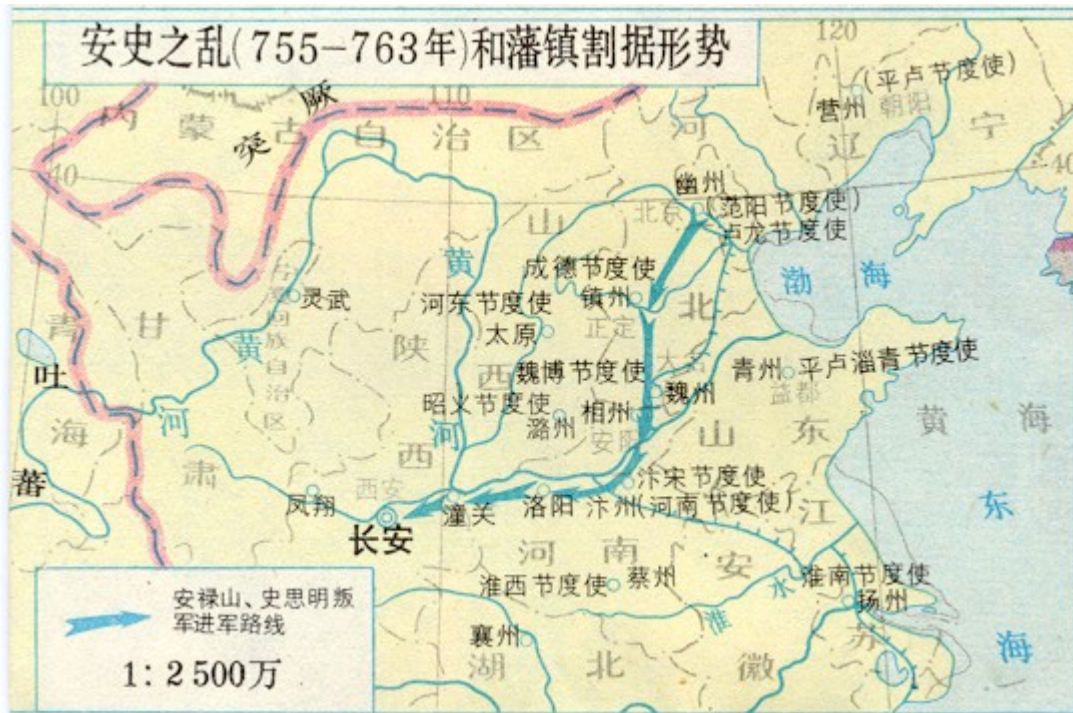 安史之乱(755-763年)和藩镇割据形势
100
110
120
(平卢节度使)
营州
朝阳
突厥
内蒙古自治区
河
辽宁
40
40
幽州
北京
(范阳节度使)
卢龙节度使
山
成德节度使
镇州
正定
北
渤海
黄
河东节度使
太原
灵武
宁夏回族自治区
青
甘
陕
西
魏博节度使
大名
魏州
青州
平卢淄青节度使
益都
黄
河
吐
昭义节度使
潞州
相州
安阳
山东
黄海
海
河
肃
西
蕃
西安
凤翔
长安
潼关
洛阳
汴宋节度使
汴州(河南节度使)
江
东
河南
安
淮西节度使
蔡州
淮水
淮南节度使
扬州
苏
襄州
湖北
徽
海
安禄山、史思明叛
军进军路线
1:2500万